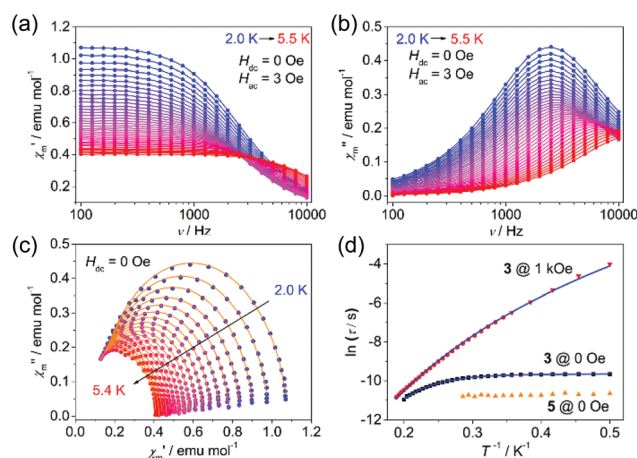 (a)
2.0 K → 5.5 K
H_dc = 0 Oe
H_ac = 3 Oe
χ_m' / emu mol⁻¹
1.0
0.8
0.6
0.4
0.2
100
1000
10000
ν / Hz
(b)
2.0 K → 5.5 K
H_dc = 0 Oe
H_ac = 3 Oe
χ_m'' / emu mol⁻¹
0.5
0.4
0.3
0.2
0.1
0.0
100
1000
10000
ν / Hz
(c)
H_dc = 0 Oe
2.0 K
5.4 K
χ_m'' / emu mol⁻¹
0.5
0.4
0.3
0.2
0.1
0.0
0.0 0.2 0.4 0.6 0.8 1.0 1.2
χ_m' / emu mol⁻¹
(d)
3 @ 1 kOe
3 @ 0 Oe
5 @ 0 Oe
ln (τ / s)
-4
-6
-8
-10
-12
0.2 0.3 0.4 0.5
T⁻¹ / K⁻¹